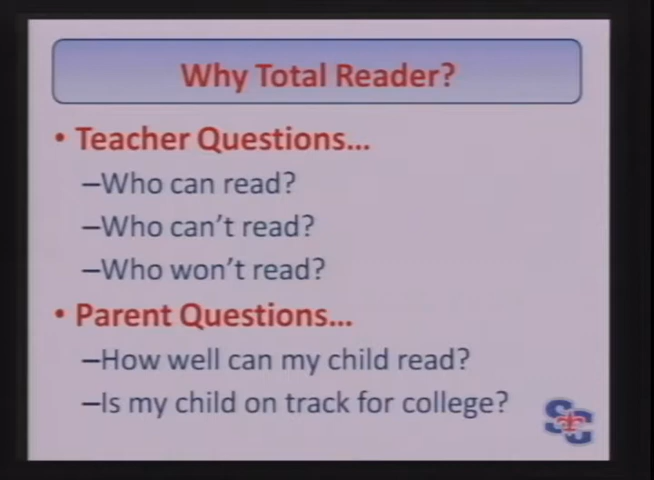 Why Total Reader?
• Teacher Questions...
–Who can read?
–Who can't read?
–Who won't read?
• Parent Questions...
–How well can my child read?
–Is my child on track for college?
SG